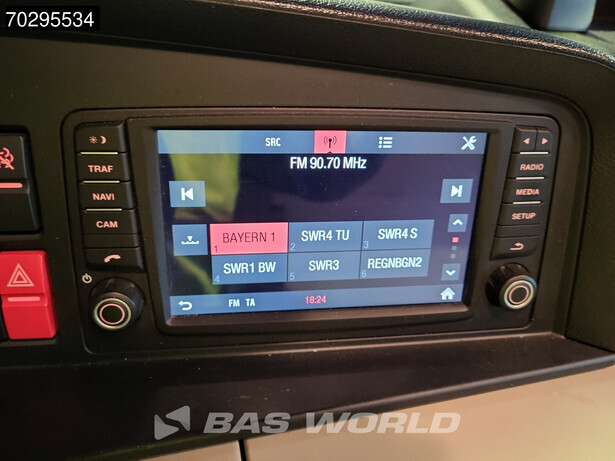 70295534
SRC
FM 90.70 MHz
TRAF
NAVI
CAM
RADIO
MEDIA
SETUP
BAYERN 1
1
SWR4 TU
2
SWR4 S
3
SWR1 BW
4
SWR3
5
REGNBGN2
6
FM TA
18:24
BAS WORLD